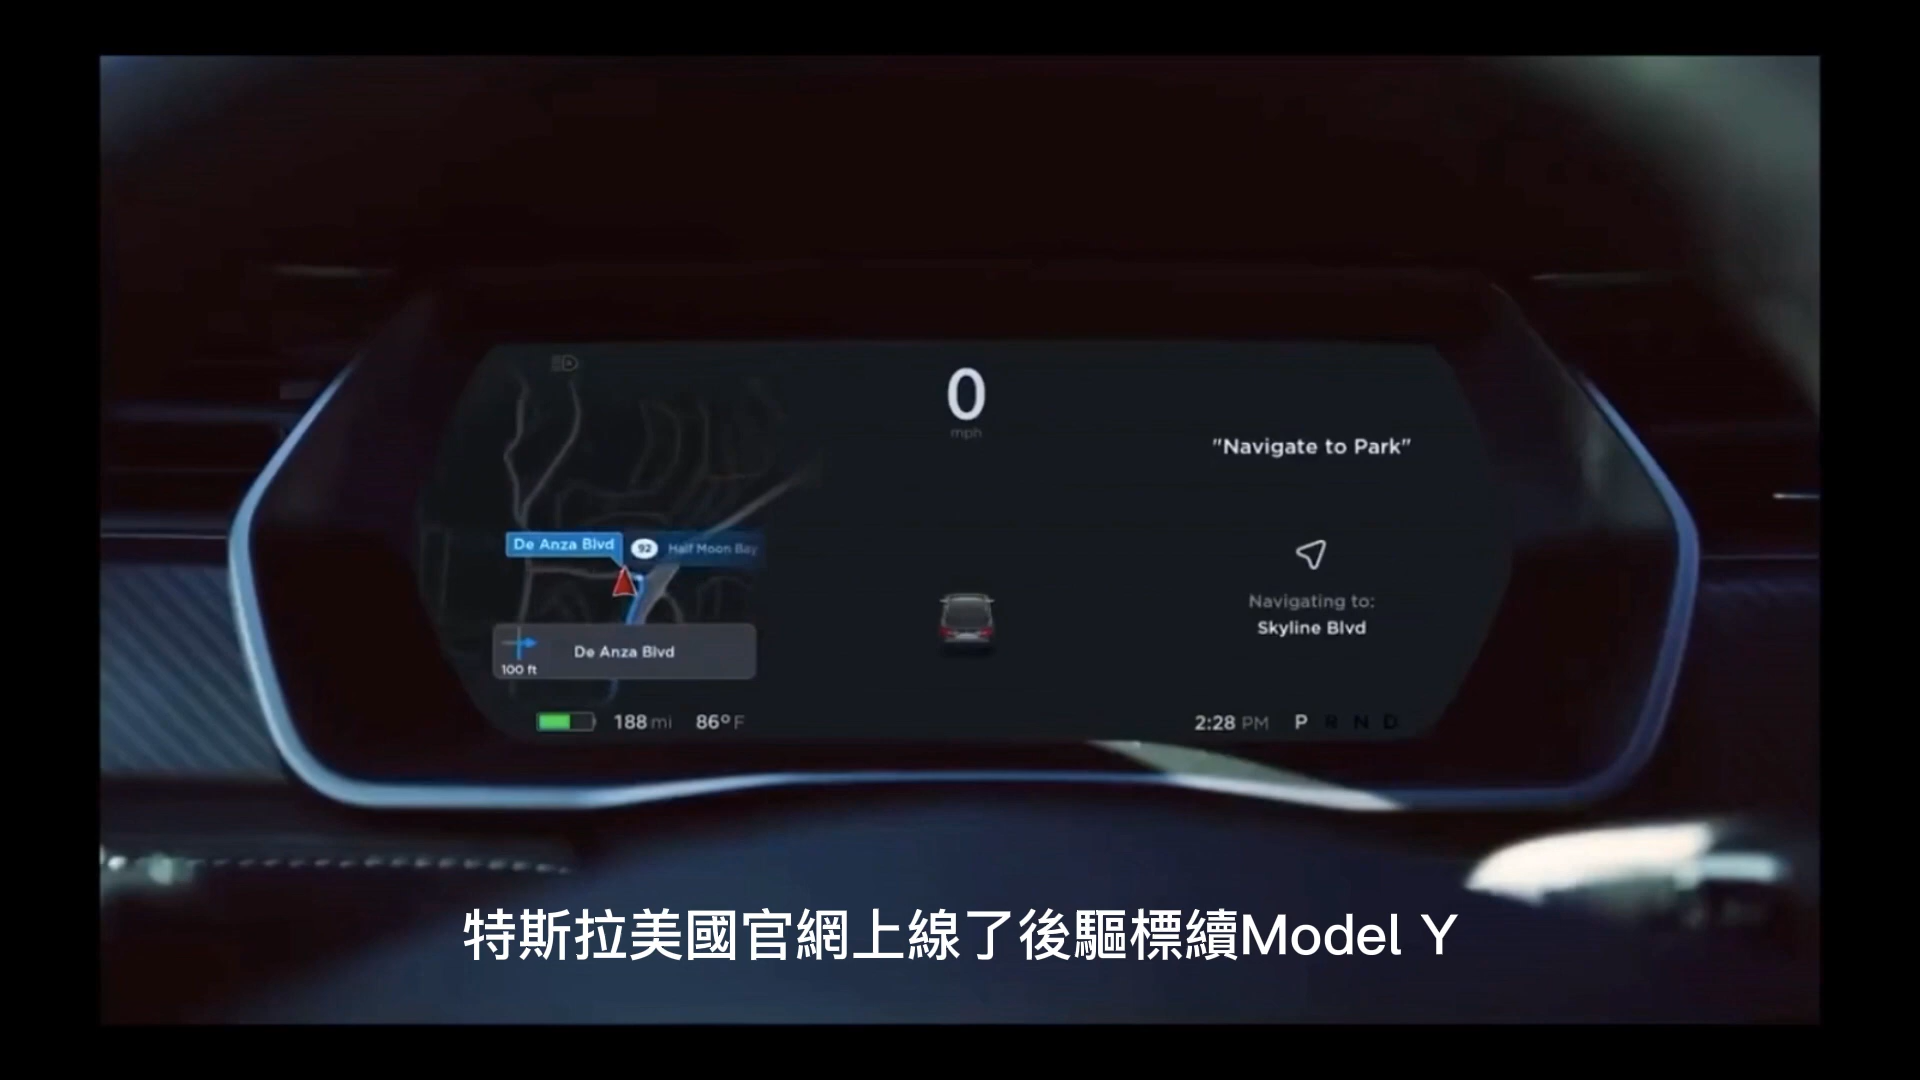 0
mph
"Navigate to Park"
De Anza Blvd
92 Half Moon Bay
Navigating to:
Skyline Blvd
De Anza Blvd
100 ft
188 mi 86°F
2:28 PM P R N D
特斯拉美國官網上線了後驅標續Model Y